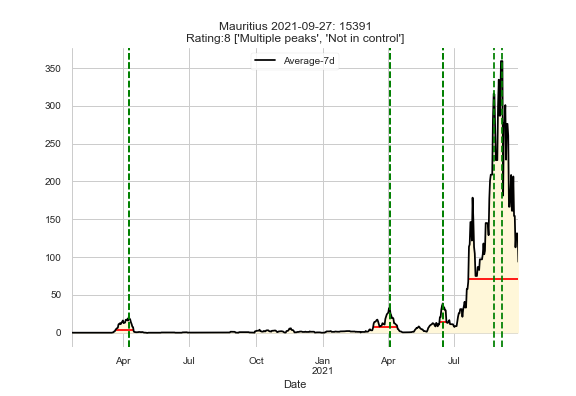 Mauritius 2021-09-27: 15391
Rating:8 ['Multiple peaks', 'Not in control']
Average-7d
350
300
250
200
150
100
50
0
Apr Jul Oct Jan Apr Jul
2021
Date